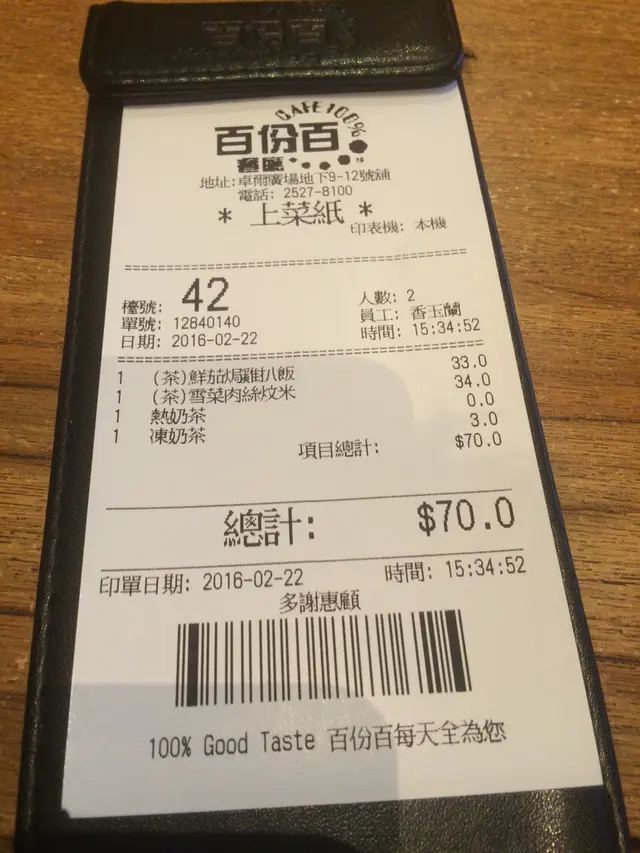 百份百
CAFE 100%
百份百
餐廳
地址:卓爾廣場地下9-12號舖
電話: 2527-8100
* 上菜紙 *
印表機: 本機
檯號: 42
人數: 2
單號: 12840140
員工: 香玉蘭
日期: 2016-02-22
時間: 15:34:52
1 (茶)鮮茄焗雞扒飯 33.0
1 (茶)雪菜肉絲炆米 34.0
1 熱奶茶 0.0
1 凍奶茶 3.0
項目總計: $70.0
總計: $70.0
印單日期: 2016-02-22 時間: 15:34:52
多謝惠顧
100% Good Taste 百份百每天全為您